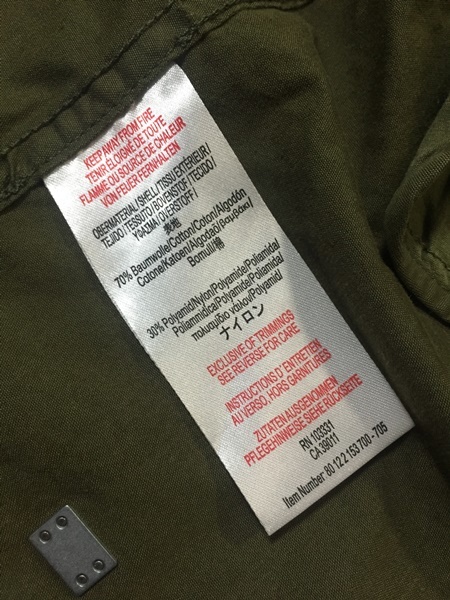 KEEP AWAY FROM FIRE
TENIR ÉLOIGNÉ DE TOUTE
FLAMME OU SOURCE DE CHALEUR
VON FEUER FERNHALTEN
OBERMATERIAL/SHELL/TISSU EXTÉRIEUR/
TEJIDO/TESSUTO/BOVENSTOF/TECIDO/
ΥΦΑΣΜΑ/OVERSTOFF/
表地
70% Baumwolle/Cotton/Coton/Algodón
Cotone/Katoen/Algodão/βαμβάκι/
Bomull/綿
30% Polyamid/Nylon/Polyamide/Poliamida/
Poliammidica/Polyamide/Poliamida/
πολυαμίδιο νάιλον/Polyamid
ナイロン
EXCLUSIVE OF TRIMMINGS
SEE REVERSE FOR CARE
INSTRUCTIONS D'ENTRETIEN
AU VERSO, HORS GARNITURES
ZUTATEN AUSGENOMMEN
PFLEGEHINWEISE SIEHE RÜCKSEITE
RN 103331
CA 39011
Item Number 80 12 2 153 700 - 705